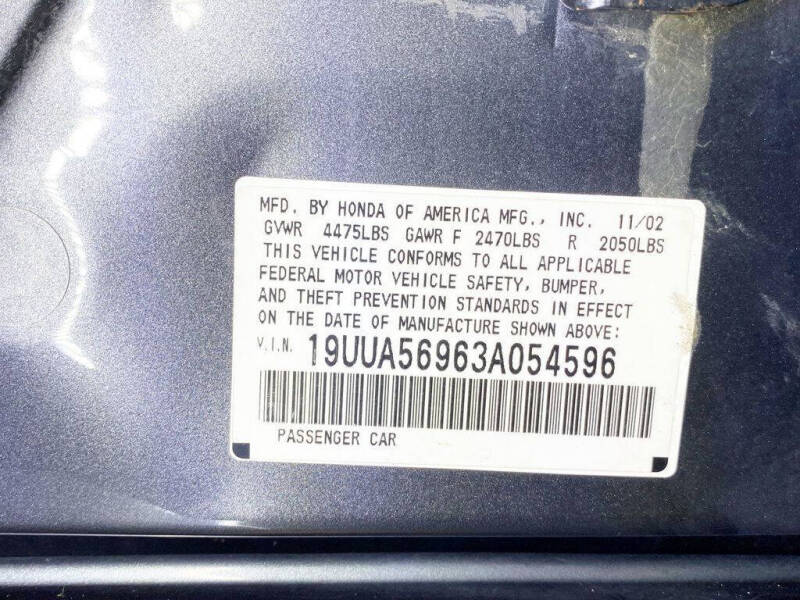 MFD. BY HONDA OF AMERICA MFG., INC. 11/02
GVWR 4475LBS GAWR F 2470LBS R 2050LBS
THIS VEHICLE CONFORMS TO ALL APPLICABLE
FEDERAL MOTOR VEHICLE SAFETY, BUMPER,
AND THEFT PREVENTION STANDARDS IN EFFECT
ON THE DATE OF MANUFACTURE SHOWN ABOVE:
V.I.N. 19UUA56963A054596
PASSENGER CAR